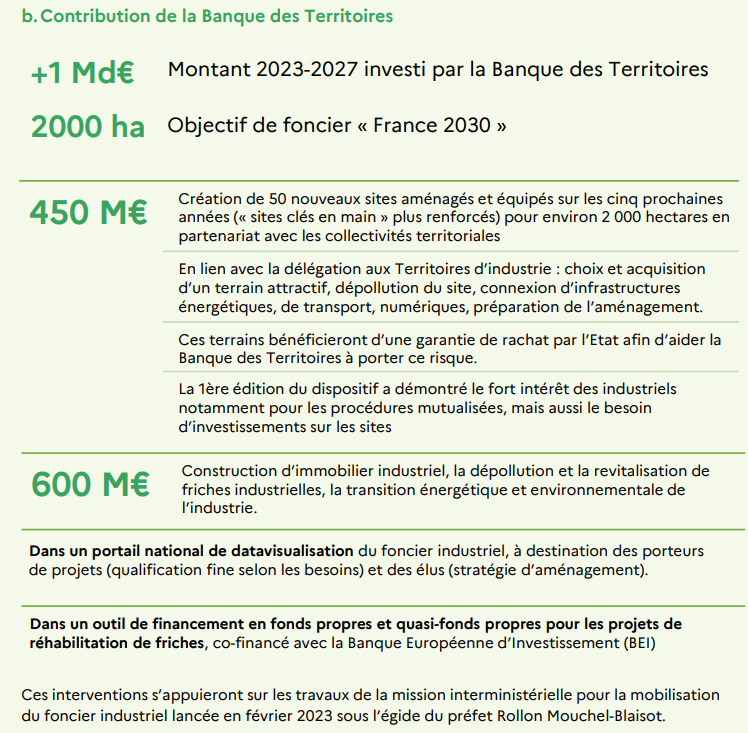 b. Contribution de la Banque des Territoires
+1 Md€ Montant 2023-2027 investi par la Banque des Territoires
2000 ha Objectif de foncier « France 2030 »
450 M€
Création de 50 nouveaux sites aménagés et équipés sur les cinq prochaines
années (« sites clés en main » plus renforcés) pour environ 2 000 hectares en
partenariat avec les collectivités territoriales
En lien avec la délégation aux Territoires d’industrie : choix et acquisition
d’un terrain attractif, dépollution du site, connexion d’infrastructures
énergétiques, de transport, numériques, préparation de l’aménagement.
Ces terrains bénéficieront d’une garantie de rachat par l’Etat afin d’aider la
Banque des Territoires à porter ce risque.
La 1ère édition du dispositif a démontré le fort intérêt des industriels
notamment pour les procédures mutualisées, mais aussi le besoin
d’investissements sur les sites
600 M€
Construction d’immobilier industriel, la dépollution et la revitalisation de
friches industrielles, la transition énergétique et environnementale de
l’industrie.
Dans un portail national de datavisualisation du foncier industriel, à destination des porteurs
de projets (qualification fine selon les besoins) et des élus (stratégie d’aménagement).
Dans un outil de financement en fonds propres et quasi-fonds propres pour les projets de
réhabilitation de friches, co-financé avec la Banque Européenne d’Investissement (BEI)
Ces interventions s’appuieront sur les travaux de la mission interministérielle pour la mobilisation
du foncier industriel lancée en février 2023 sous l’égide du préfet Rollon Mouchel-Blaisot.